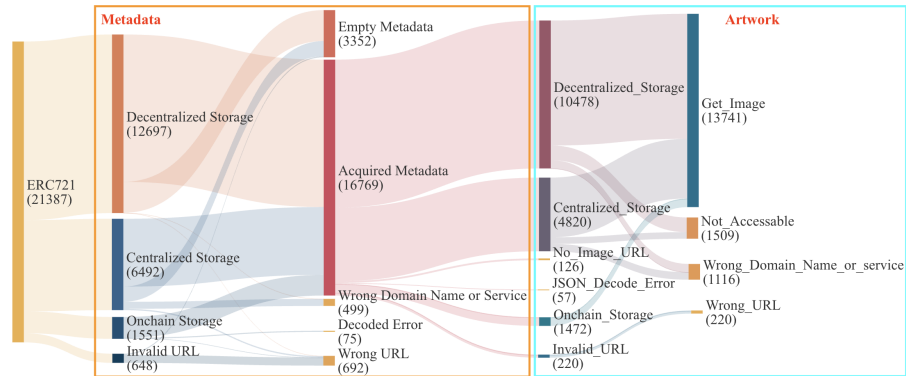 Metadata
Artwork
ERC721
(21387)
Decentralized Storage
(12697)
Centralized Storage
(6492)
Onchain Storage
(1551)
Invalid URL
(648)
Empty Metadata
(3352)
Acquired Metadata
(16769)
Wrong Domain Name or Service
(499)
Decoded Error
(75)
Wrong URL
(692)
Decentralized_Storage
(10478)
Centralized_Storage
(4820)
No_Image_URL
(126)
JSON_Decode_Error
(57)
Onchain_Storage
(1472)
Invalid_URL
(220)
Get_Image
(13741)
Not_Accessable
(1509)
Wrong_Domain_Name_or_service
(1116)
Wrong_URL
(220)